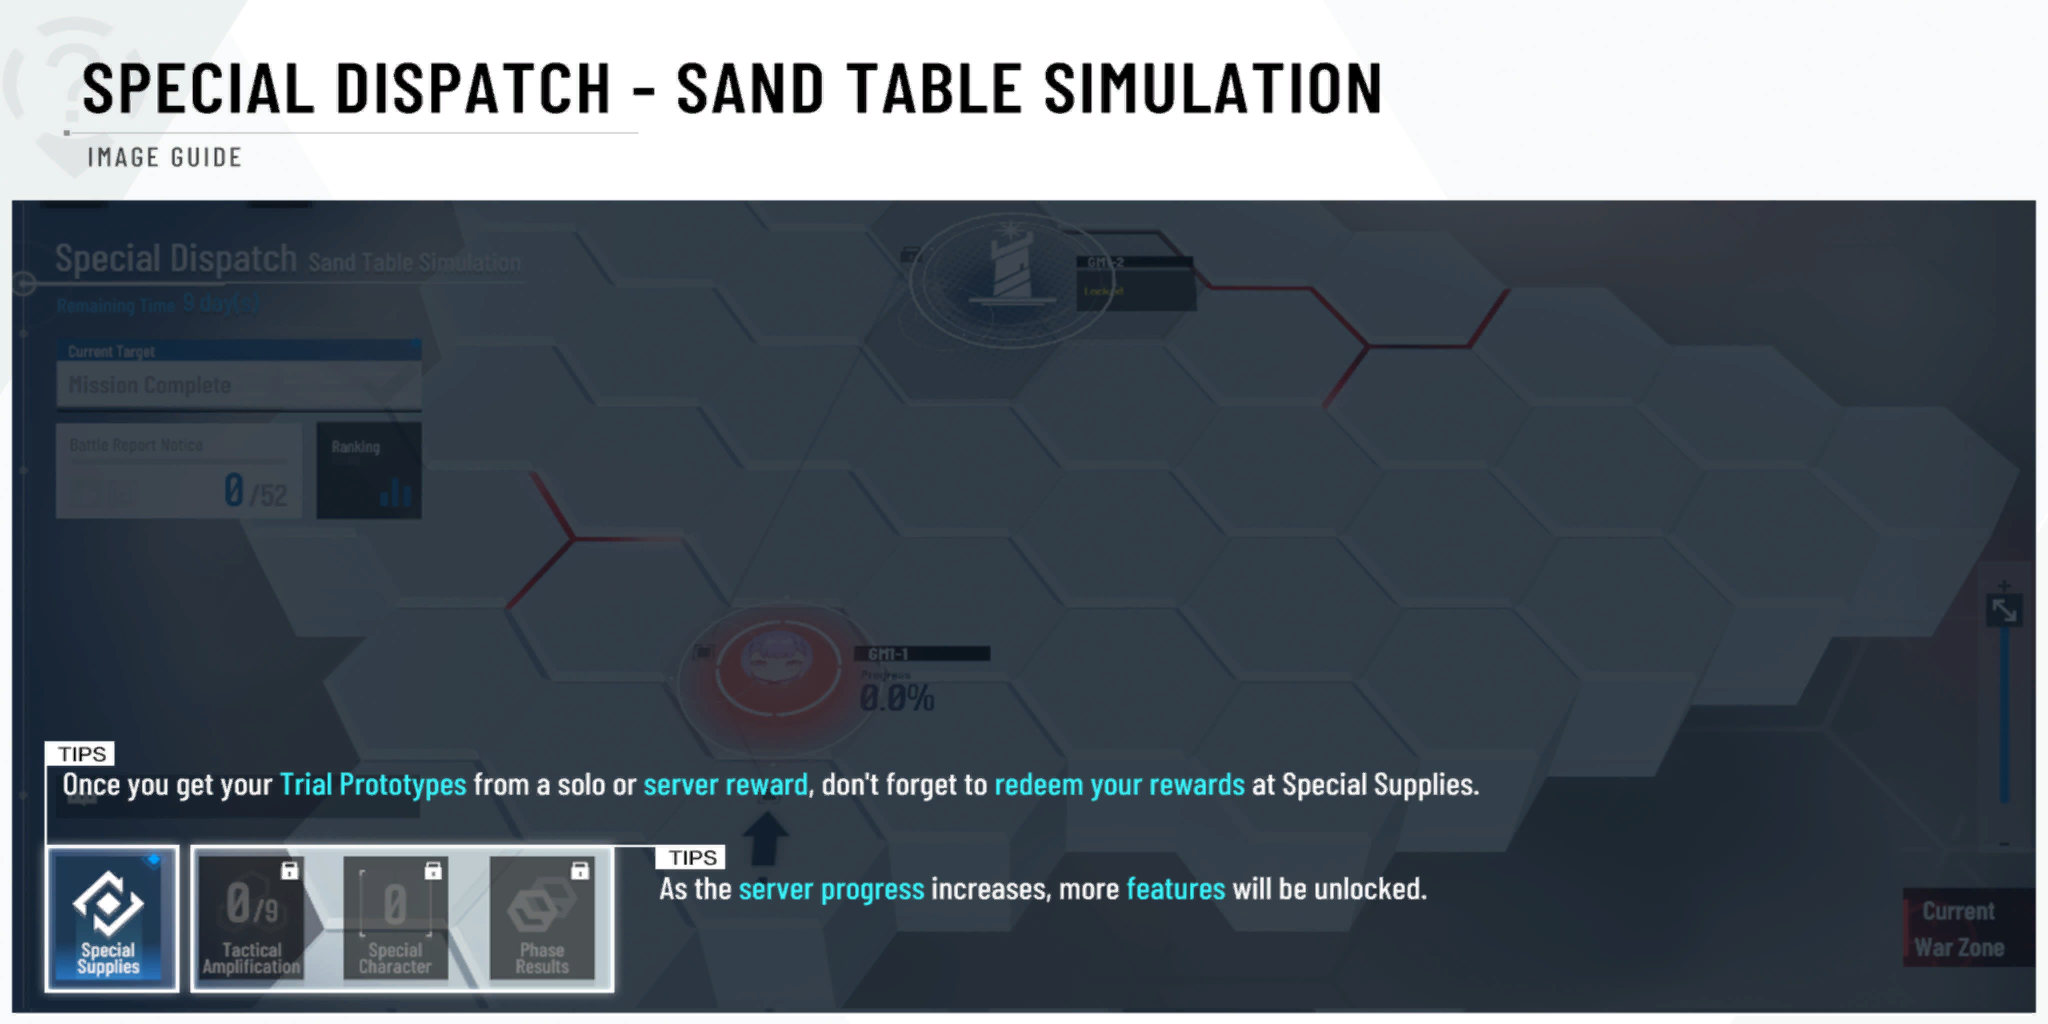 SPECIAL DISPATCH - SAND TABLE SIMULATION
IMAGE GUIDE
Special Dispatch Sand Table Simulation
Remaining Time 9 day(s)
Current Target
Mission Complete
Battle Report Notice
0/52
Ranking
GM1-2
Locked
GM1-1
Progress
0.0%
TIPS
Once you get your Trial Prototypes from a solo or server reward, don't forget to redeem your rewards at Special Supplies.
TIPS
As the server progress increases, more features will be unlocked.
Special
Supplies
0/9
Tactical
Amplification
0
Special
Character
Phase
Results
Current
War Zone